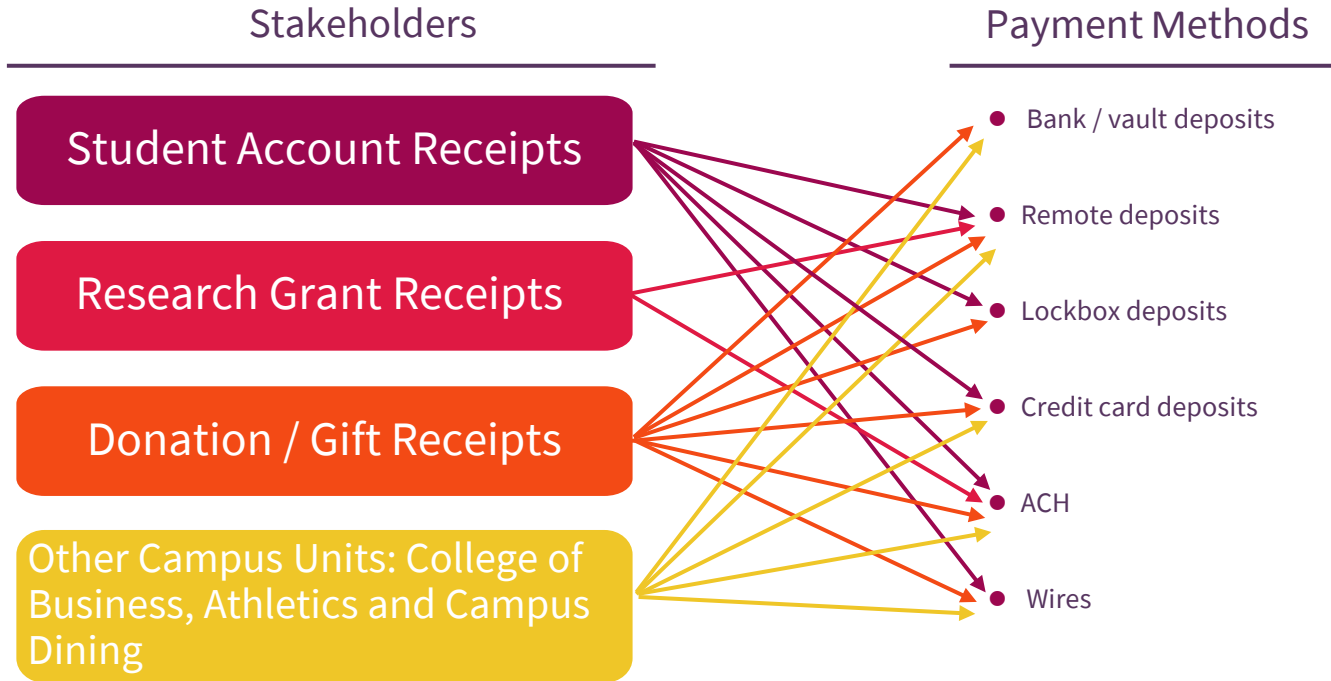 Stakeholders
Payment Methods
Student Account Receipts
Research Grant Receipts
Donation / Gift Receipts
Other Campus Units: College of
Business, Athletics and Campus
Dining
Bank / vault deposits
Remote deposits
Lockbox deposits
Credit card deposits
ACH
Wires